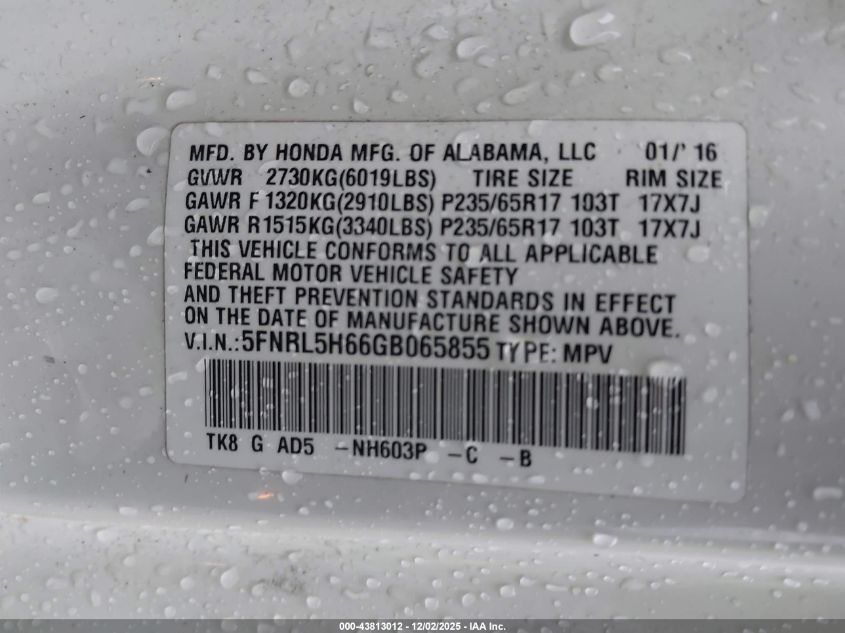 MFD. BY HONDA MFG. OF ALABAMA, LLC 01/'16
GVWR 2730KG(6019LBS) TIRE SIZE RIM SIZE
GAWR F 1320KG(2910LBS) P235/65R17 103T 17X7J
GAWR R1515KG(3340LBS) P235/65R17 103T 17X7J
THIS VEHICLE CONFORMS TO ALL APPLICABLE
FEDERAL MOTOR VEHICLE SAFETY
AND THEFT PREVENTION STANDARDS IN EFFECT
ON THE DATE OF MANUFACTURE SHOWN ABOVE.
V.I.N.:5FNRL5H66GB065855 TYPE: MPV
TK8 G AD5 -NH603P -C -B
000-43813012 - 12/02/2025 - IAA Inc.